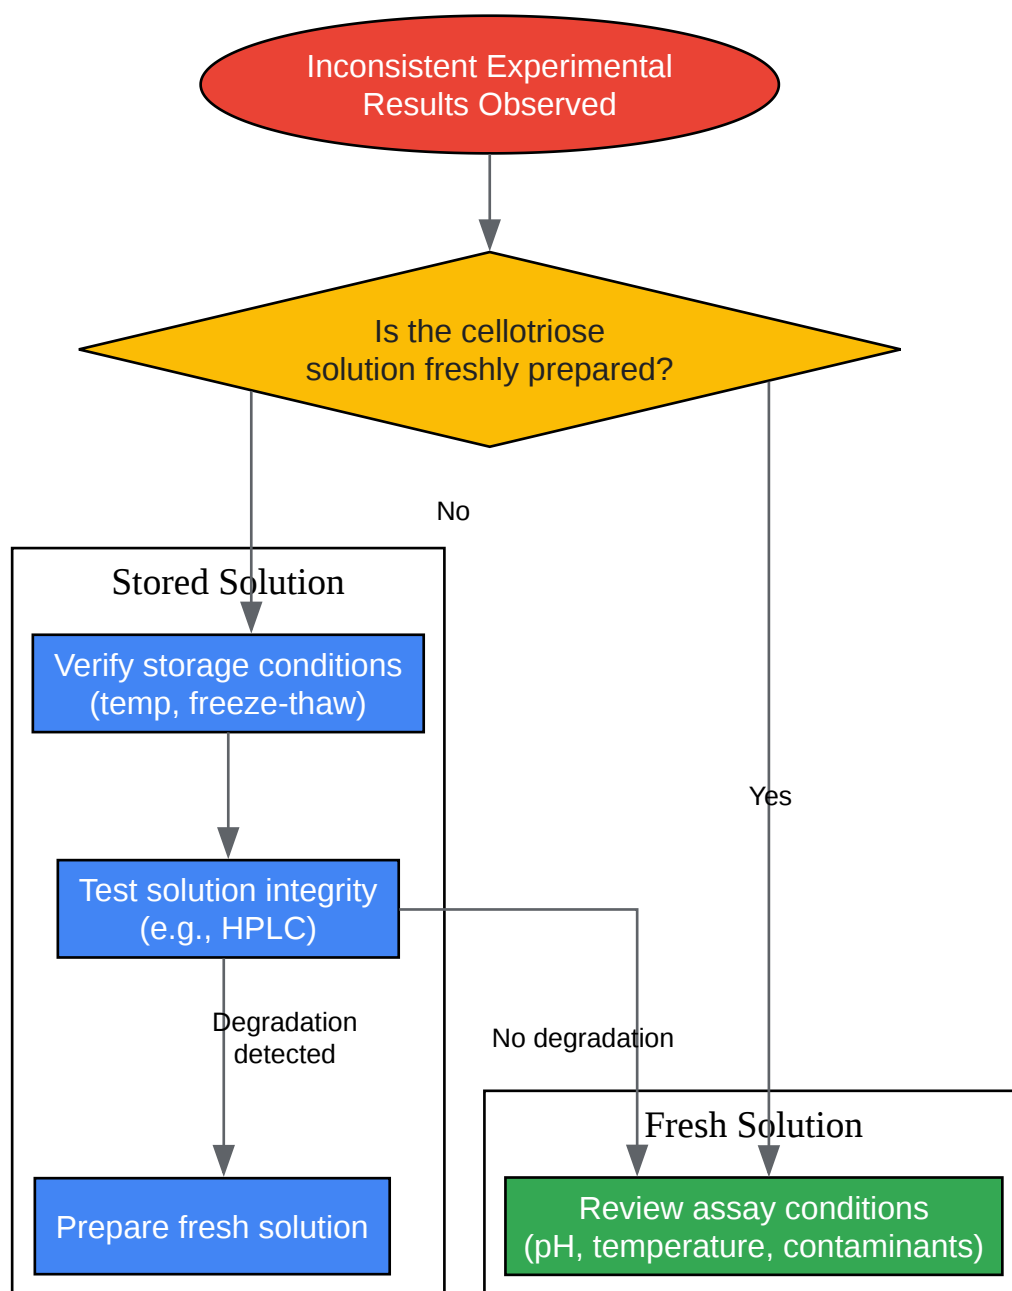 Inconsistent Experimental
Results Observed
Is the cellotriose
solution freshly prepared?
No
Stored Solution
Verify storage conditions
(temp, freeze-thaw)
Yes
Test solution integrity
(e.g., HPLC)
Degradation
detected
No degradation
Fresh Solution
Prepare fresh solution
Review assay conditions
(pH, temperature, contaminants)